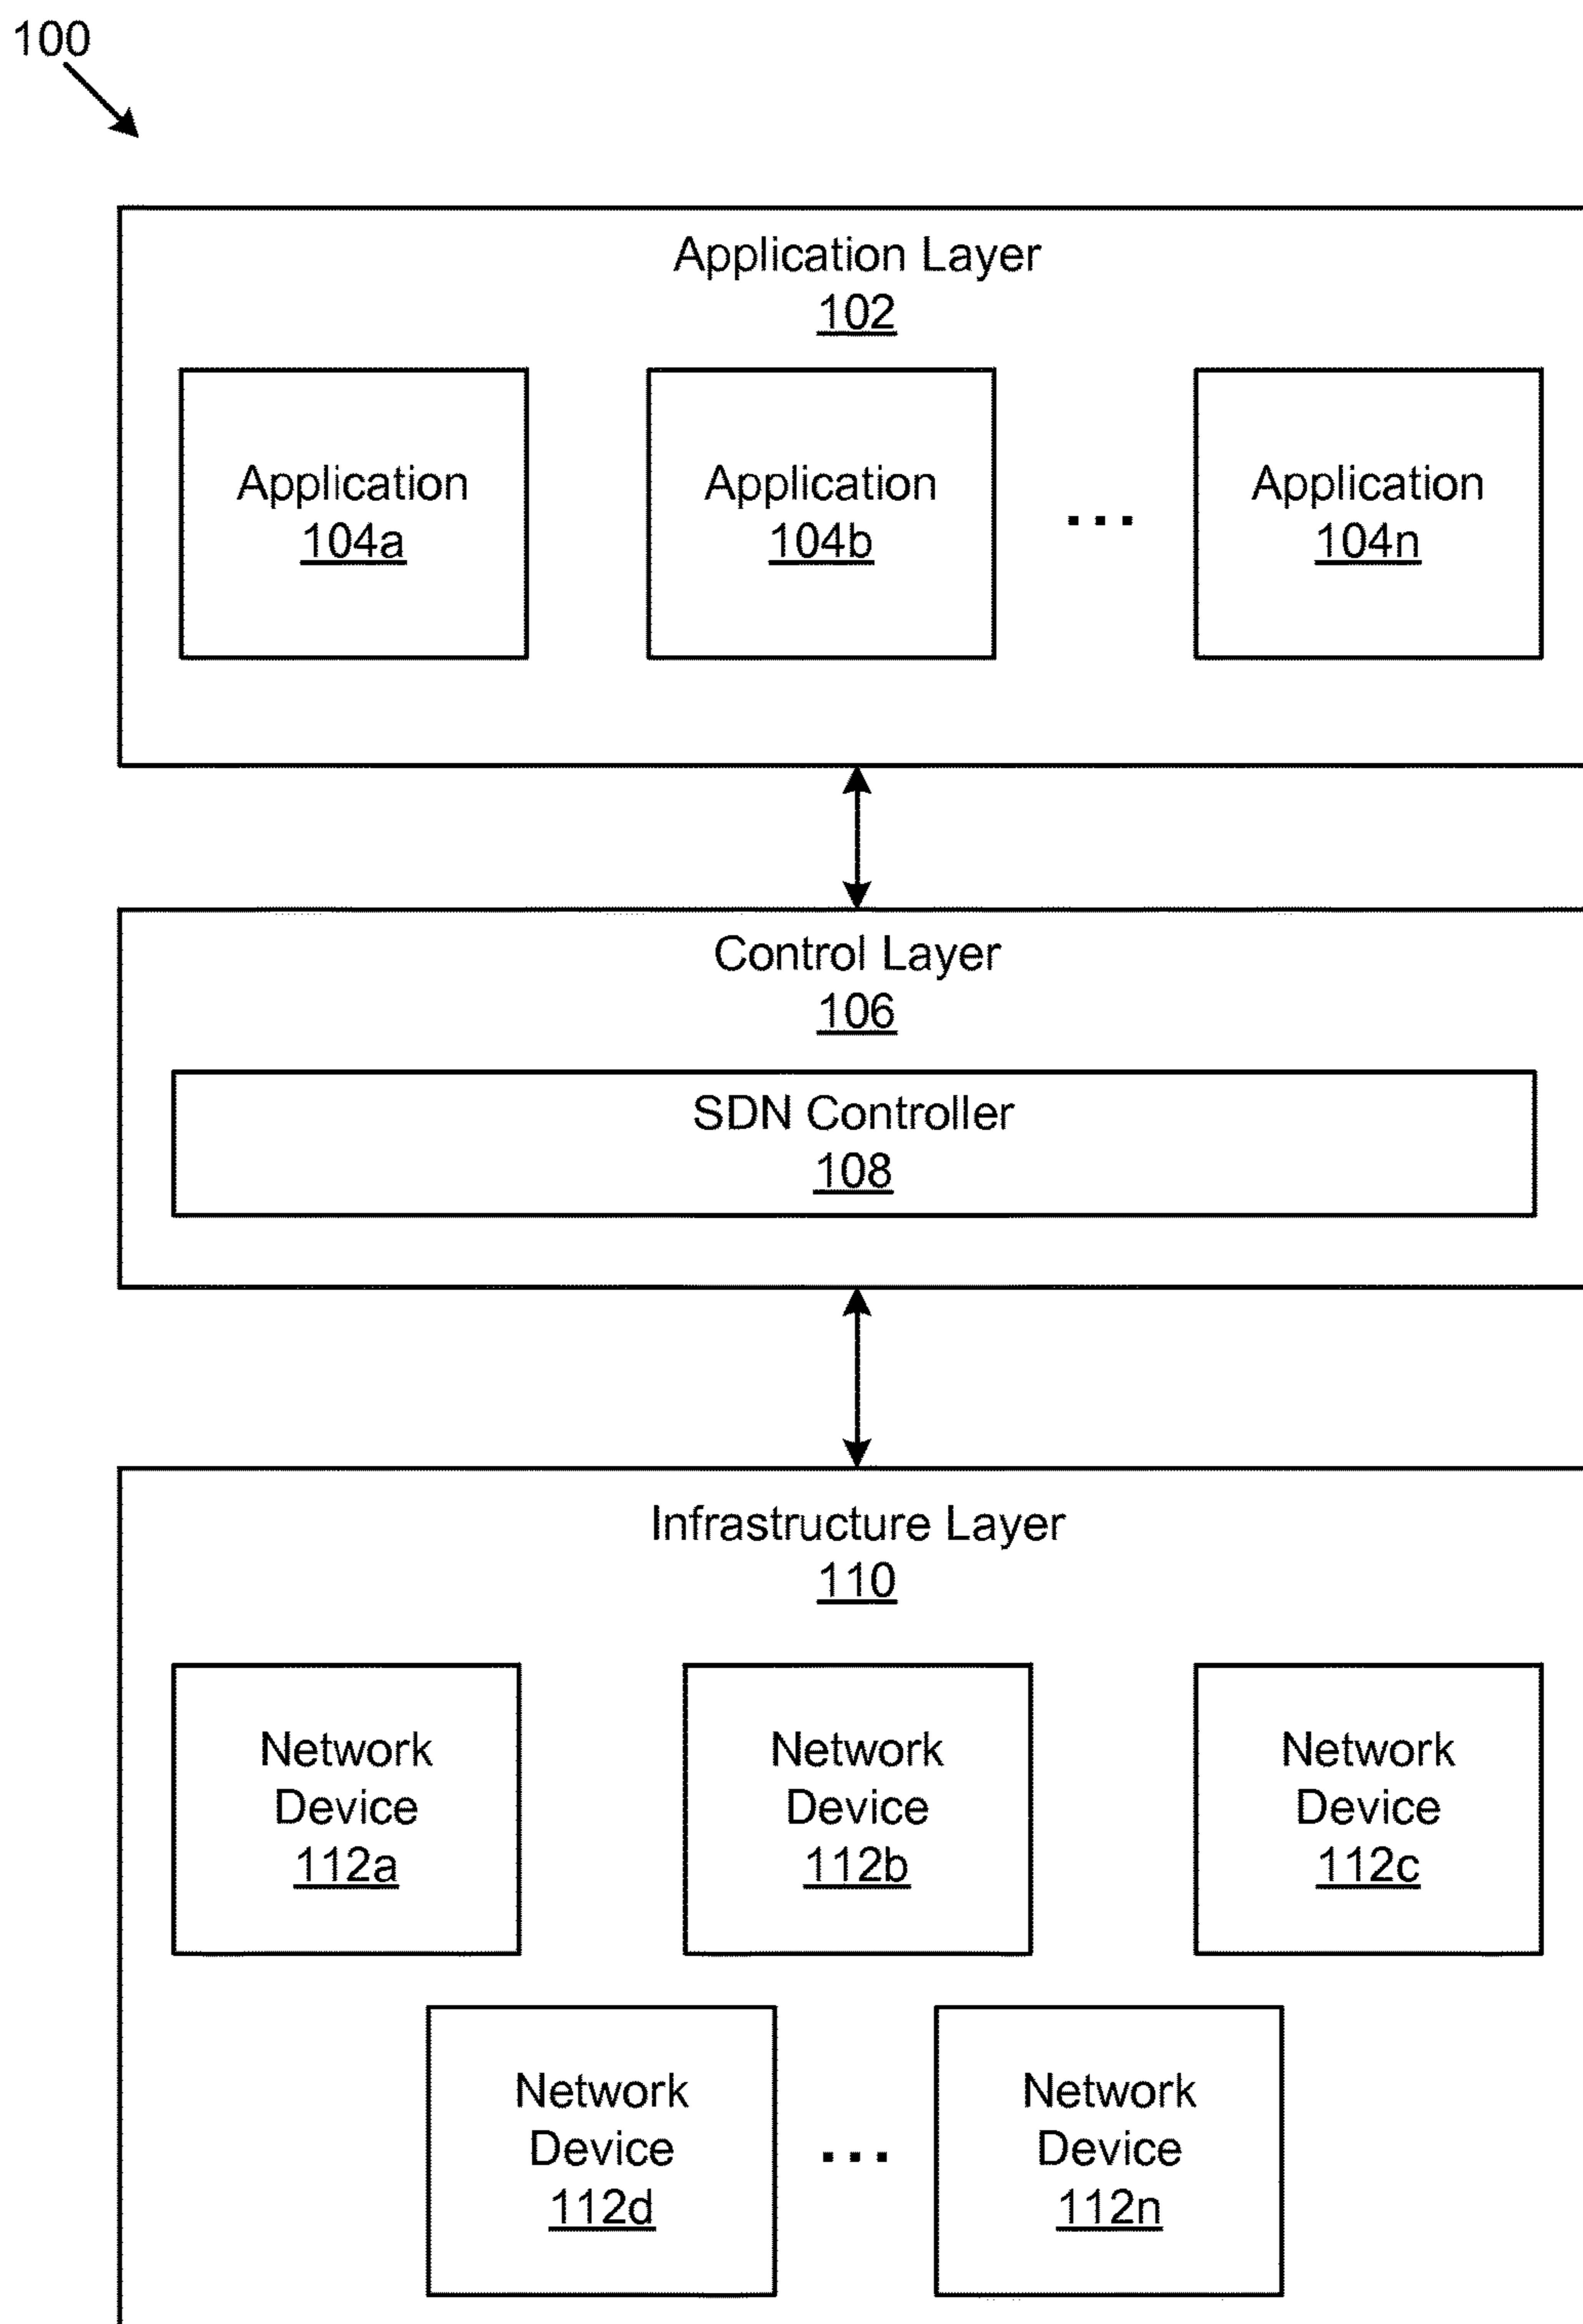 100
Application Layer
102
Application
104a
Application
104b
...
Application
104n
Control Layer
106
SDN Controller
108
Infrastructure Layer
110
Network
Device
112a
Network
Device
112b
Network
Device
112c
Network
Device
112d
...
Network
Device
112n